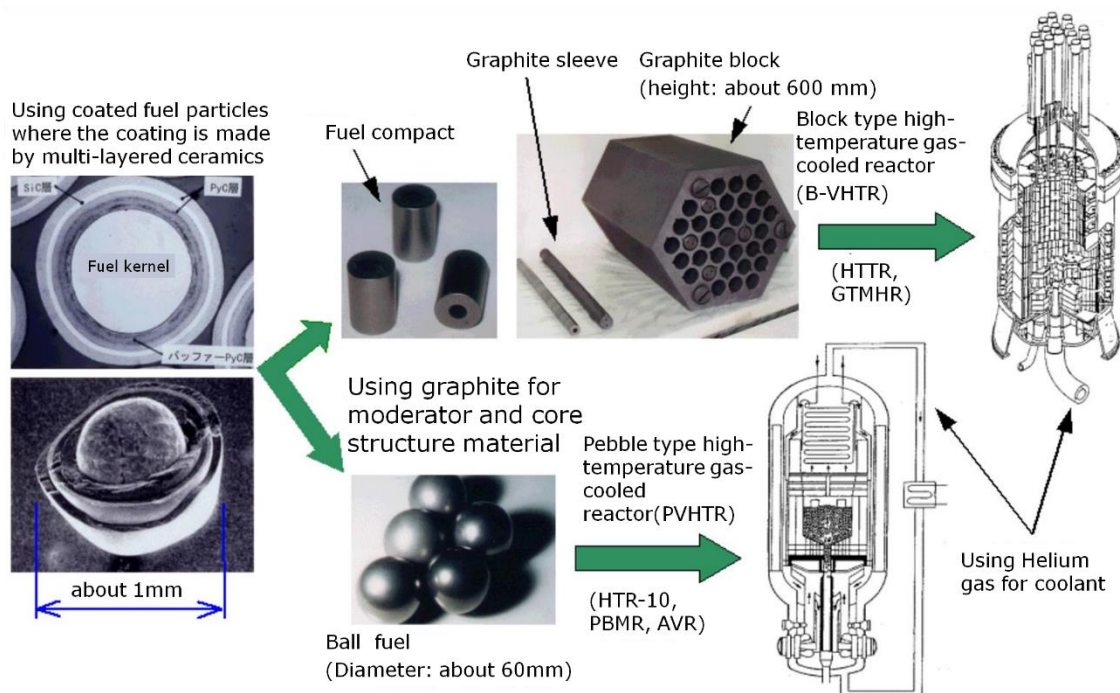 Using coated fuel particles
where the coating is made
by multi-layered ceramics
SiC層
PyC層
Fuel kernel
バッファーPyC層
about 1mm
Fuel compact
Graphite sleeve
Graphite block
(height: about 600 mm)
Block type high-
temperature gas-
cooled reactor
(B-VHTR)
(HTTR,
GTMHR)
Using graphite for
moderator and core
structure material
Ball fuel
(Diameter: about 60mm)
Pebble type high-
temperature gas-
cooled
reactor(PVHTR)
(HTR-10,
PBMR, AVR)
Using Helium
gas for coolant